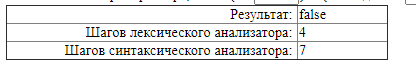 Результат: false
Шагов лексического анализатора: 4
Шагов синтаксического анализатора: 7